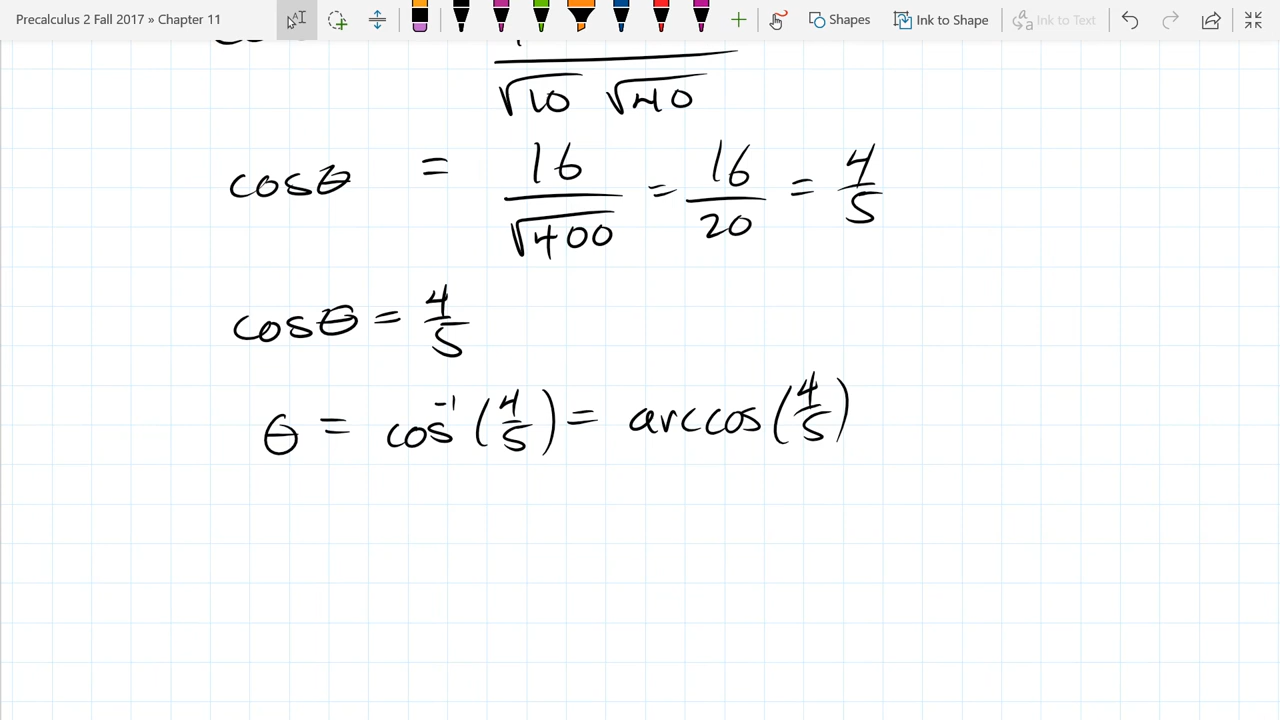 PrecAlculus 2 Fall 2017 » Chapter 11
Shapes
Ink to Shape
Ink to Text
√10 √40
cosθ = 16/√400 = 16/20 = 4/5
cosθ = 4/5
θ = cos⁻¹(4/5) = arccos(4/5)